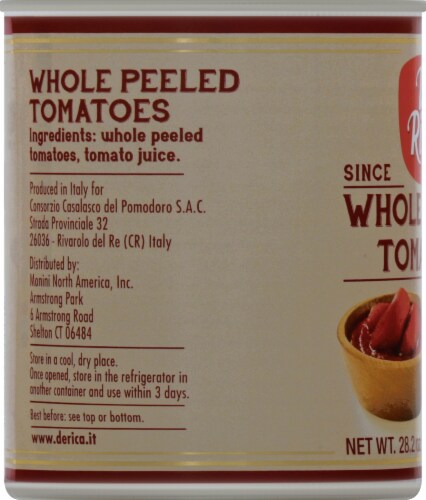 WHOLE PEELED
TOMATOES
Ingredients: whole peeled
tomatoes, tomato juice.
Produced in Italy for
Consorzio Casalasco del Pomodoro S.A.C.
Strada Provinciale 32
26036 - Rivarolo del Re (CR) Italy
Distributed by:
Manini North America, Inc.
Armstrong Park
6 Armstrong Road
Shelton CT 06484
Store in a cool, dry place.
Once opened, store in the refrigerator in
another container and use within 3 days.
Best before: see top or bottom.
www.derica.it
SINCE
WHOLE
TOMA
NET WT. 28.2